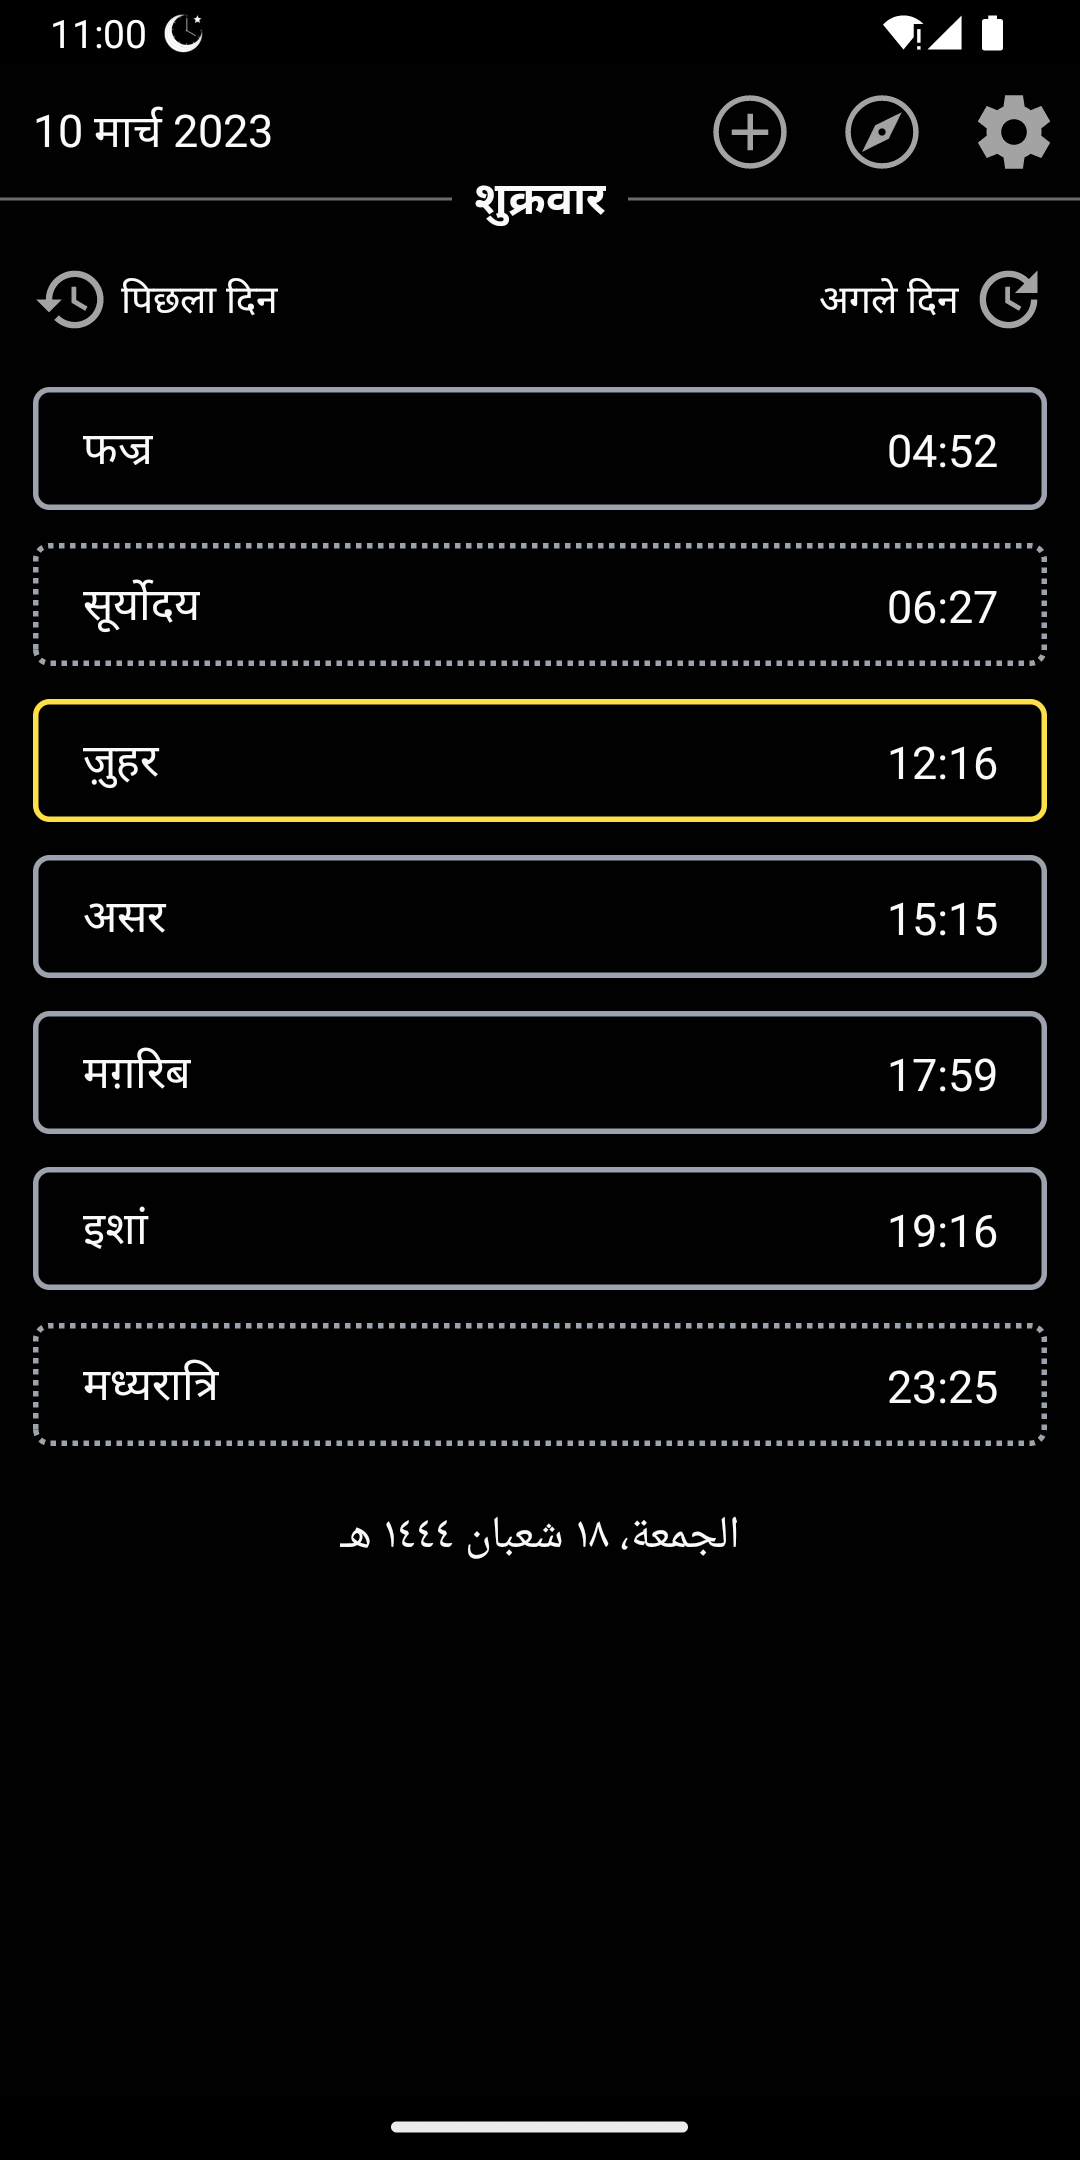 11:00
10 मार्च 2023
शुक्रवार
पिछला दिन अगले दिन
फज्र 04:52
सूर्योदय 06:27
ज़ुहर 12:16
असर 15:15
मग़रिब 17:59
इशां 19:16
मध्यरात्रि 23:25
الجمعة، ١٨ شعبان ١٤٤٤ هـ